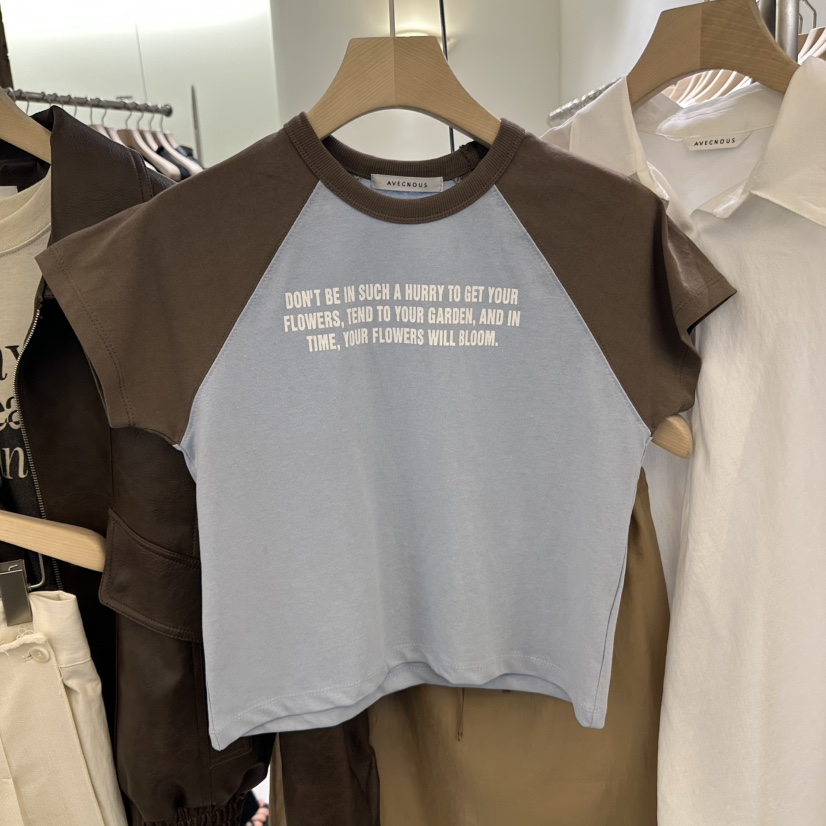 AVECNOUS
AVECNOUS
DON'T BE IN SUCH A HURRY TO GET YOUR
FLOWERS, TEND TO YOUR GARDEN, AND IN
TIME, YOUR FLOWERS WILL BLOOM.